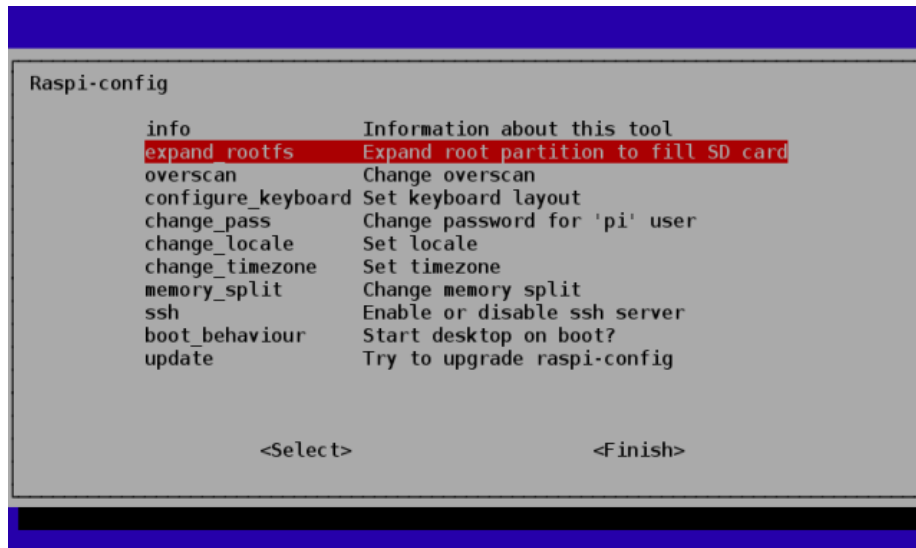 Raspi-config
info Information about this tool
expand_rootfs Expand root partition to fill SD card
overscan Change overscan
configure_keyboard Set keyboard layout
change_pass Change password for 'pi' user
change_locale Set locale
change_timezone Set timezone
memory_split Change memory split
ssh Enable or disable ssh server
boot_behaviour Start desktop on boot?
update Try to upgrade raspi-config
<Select> <Finish>